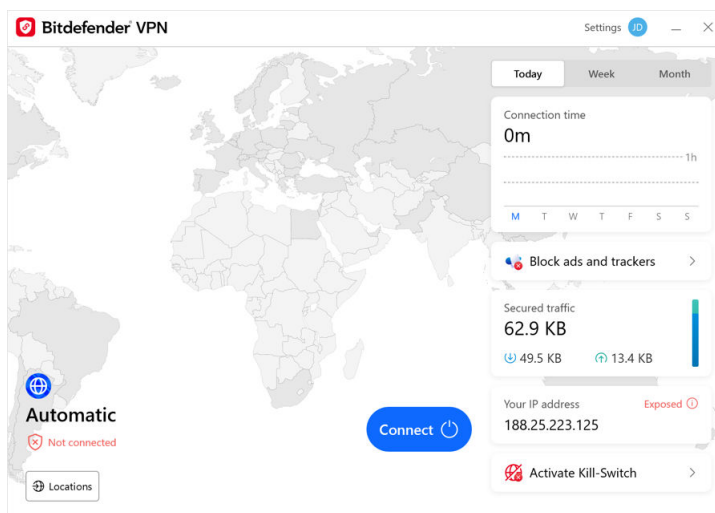 Bitdefender® VPN
Settings JD
Today Week Month
Connection time
0m
1h
M T W T F S S
Block ads and trackers
Secured traffic
62.9 KB
49.5 KB 13.4 KB
Your IP address Exposed
188.25.223.125
Activate Kill-Switch
Automatic
Not connected
Connect
Locations